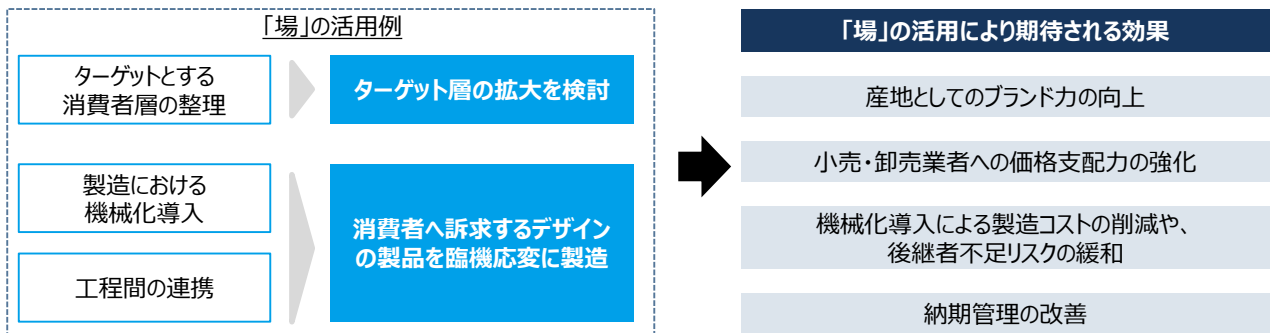 「場」の活用例
ターゲットとする
消費者層の整理
ターゲット層の拡大を検討
製造における
機械化導入
工程間の連携
消費者へ訴求するデザイン
の製品を臨機応変に製造
「場」の活用により期待される効果
産地としてのブランド力の向上
小売・卸売業者への価格支配力の強化
機械化導入による製造コストの削減や、
後継者不足リスクの緩和
納期管理の改善